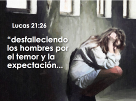 Lucas 21:26
“desfalleciendo
los hombres por
el temor y la
expectación...